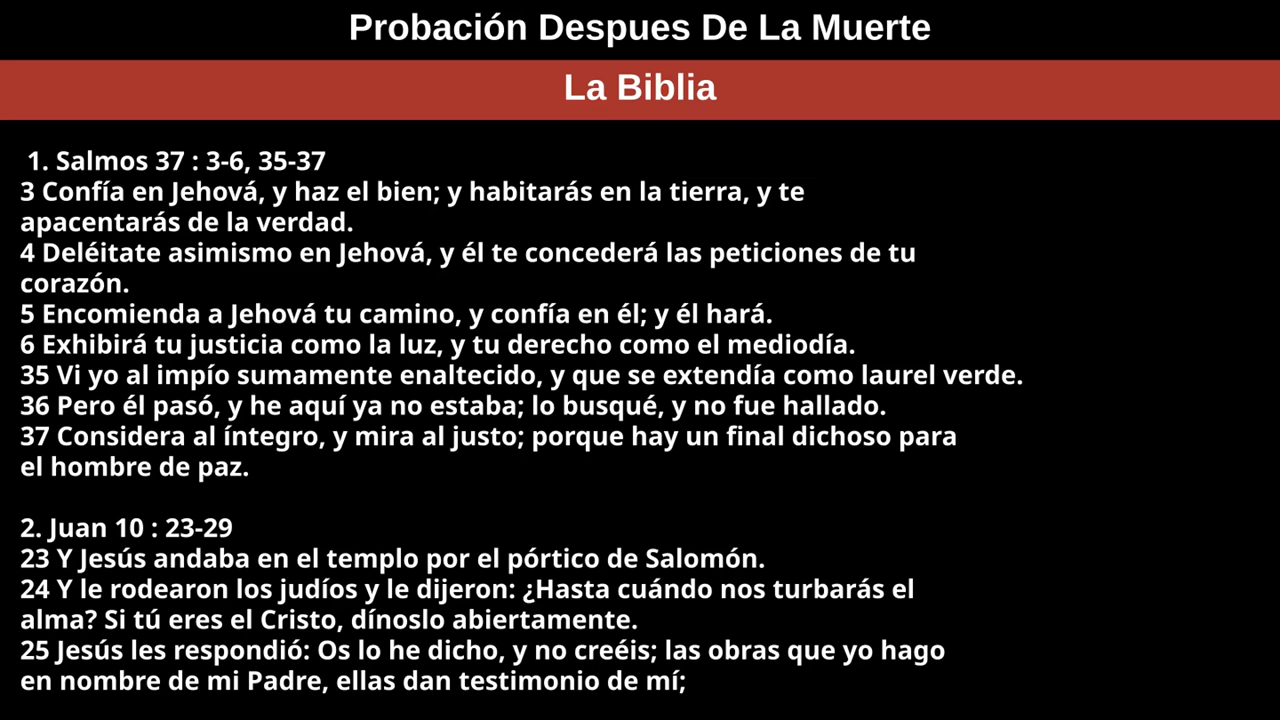 Probación Despues De La Muerte
La Biblia
1. Salmos 37 : 3-6, 35-37
3 Confía en Jehová, y haz el bien; y habitarás en la tierra, y te
apacentarás de la verdad.
4 Deléitate asimismo en Jehová, y él te concederá las peticiones de tu
corazón.
5 Encomienda a Jehová tu camino, y confía en él; y él hará.
6 Exhibirá tu justicia como la luz, y tu derecho como el mediodía.
35 Vi yo al impío sumamente enaltecido, y que se extendía como laurel verde.
36 Pero él pasó, y he aquí ya no estaba; lo busqué, y no fue hallado.
37 Considera al íntegro, y mira al justo; porque hay un final dichoso para
el hombre de paz.
2. Juan 10 : 23-29
23 Y Jesús andaba en el templo por el pórtico de Salomón.
24 Y le rodearon los judíos y le dijeron: ¿Hasta cuándo nos turbarás el
alma? Si tú eres el Cristo, dínoslo abiertamente.
25 Jesús les respondió: Os lo he dicho, y no creéis; las obras que yo hago
en nombre de mi Padre, ellas dan testimonio de mí;